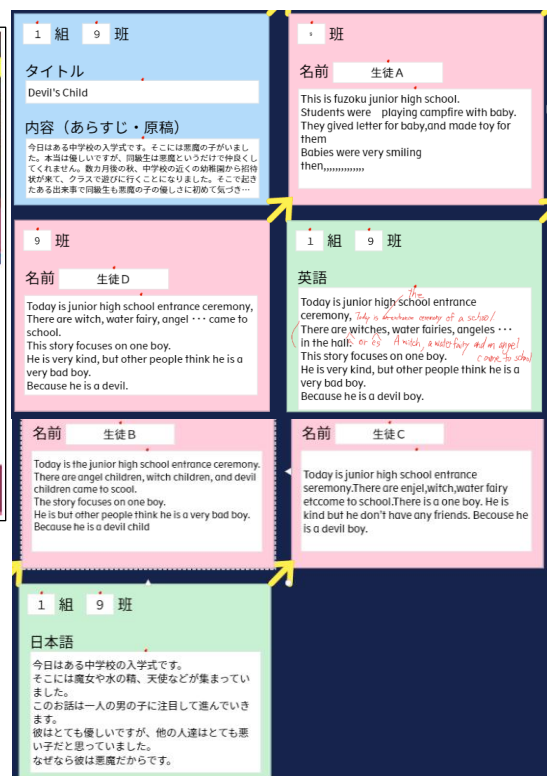 1 組 9 班
タイトル
Devil's Child
内容（あらすじ・原稿）
今日はある中学校の入学式です。そこには悪魔の子がいまし
た。本当は優しいですが、同級生は悪魔というだけで仲良くし
てくれません。数カ月後の秋、中学校の近くの幼稚園から招待
状が来て、クラスで遊びに行くことになりました。そこで起き
たある出来事で同級生も悪魔の子の優しさに初めて気づき…
班
名前 生徒A
This is fuzoku junior high school.
Students were playing campfire with baby.
They gived letter for baby,and made toy for
them
Babies were very smiling
then,,,,,,,,,,,,,,,
9 班
名前 生徒D
Today is junior high school entrance ceremony,
There are witch, water fairy, angel ··· came to
school.
This story focuses on one boy.
He is very kind, but other people think he is a
very bad boy.
Because he is a devil.
1 組 9 班
英語
the
Today is junior high school entrance
ceremony, Today is entrance ceremony of a school
There are witches, water fairies, angeles ···
in the hall. or A witch, a water fairy and an angel
came to school
This story focuses on one boy.
He is very kind, but other people think he is a
very bad boy.
Because he is a devil boy.
名前 生徒B
Today is the junior high school entrance ceremony.
There are angel children, witch children, and devil
children came to scool.
The story focuses on one boy.
He is but other people think he is a very bad boy.
Because he is a devil child
名前 生徒C
Today is junior high school entrance
seremony.There are enjel,witch,water fairy
etccome to school.There is a one boy. He is
kind but he don't have any friends. Becouse he
is a devil boy.
1 組 9 班
日本語
今日はある中学校の入学式です。
そこには魔女や水の精、天使などが集まってい
ました。
このお話は一人の男の子に注目して進んでいき
ます。
彼はとても優しいですが、他の人達はとても悪
い子だと思っていました。
なぜなら彼は悪魔だからです。